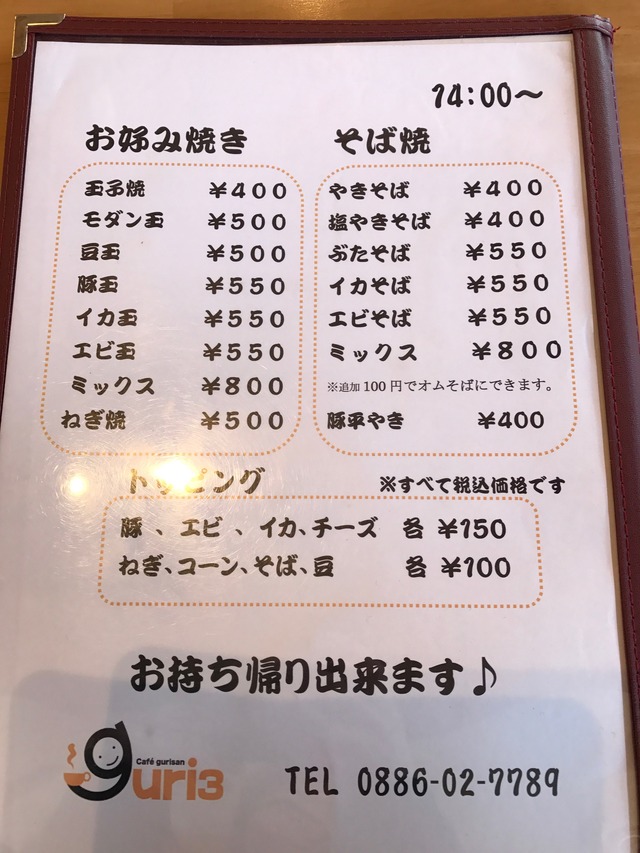 14:00～
お好み焼き
玉子焼 ￥400
モダン玉 ￥500
豆玉 ￥500
豚玉 ￥550
イカ玉 ￥550
エビ玉 ￥550
ミックス ￥800
ねぎ焼 ￥500
そば焼
やきそば ￥400
塩やきそば ￥400
ぶたそば ￥550
イカそば ￥550
エビそば ￥550
ミックス ￥800
※追加100円でオムそばにできます。
豚平やき ￥400
トッピング
※すべて税込価格です
豚、エビ、イカ、チーズ 各 ￥150
ねぎ、コーン、そば、豆 各 ￥100
お持ち帰り出来ます♪
Café gurisan
guri3
TEL 0886-02-7789